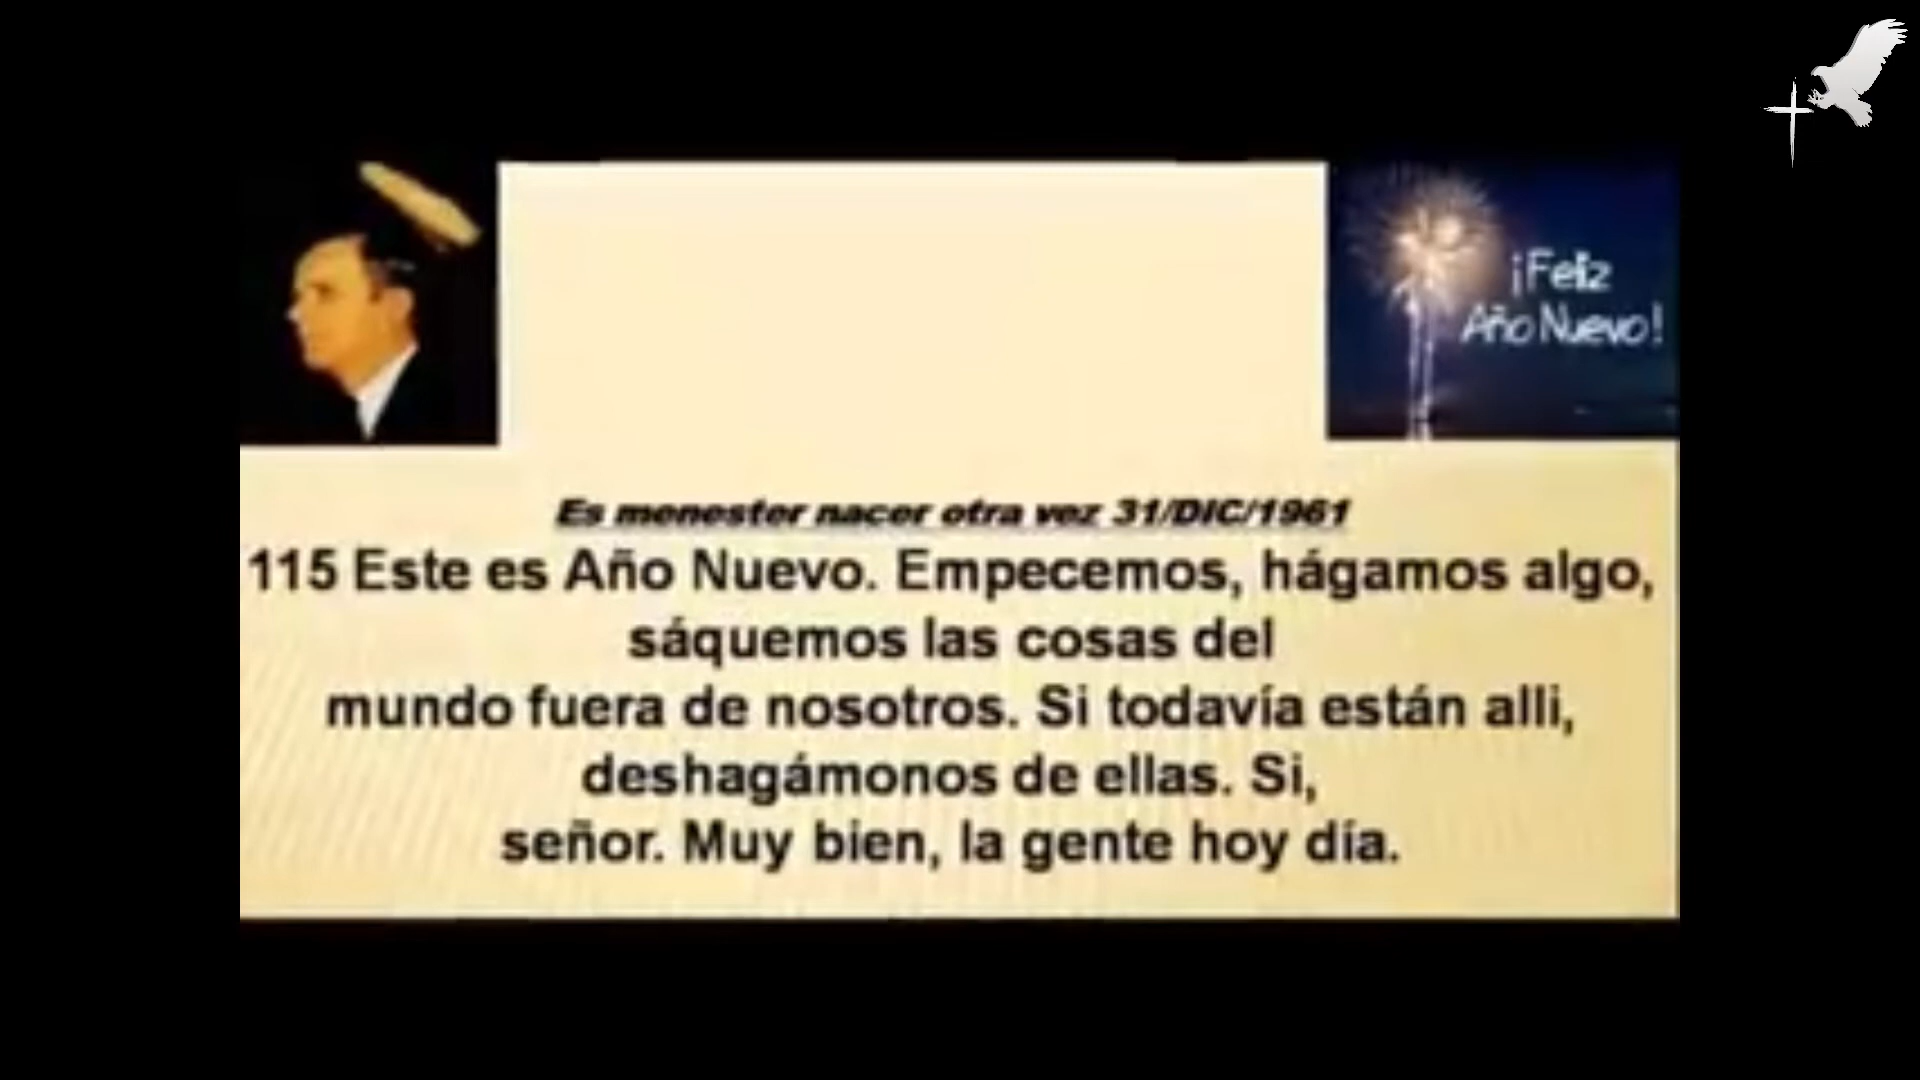 ¡Feliz
Año Nuevo!
Es menester nacer otra vez 31/DIC/1961
115 Este es Año Nuevo. Empecemos, hágamos algo,
sáquemos las cosas del
mundo fuera de nosotros. Si todavía están alli,
deshagámonos de ellas. Si,
señor. Muy bien, la gente hoy día.